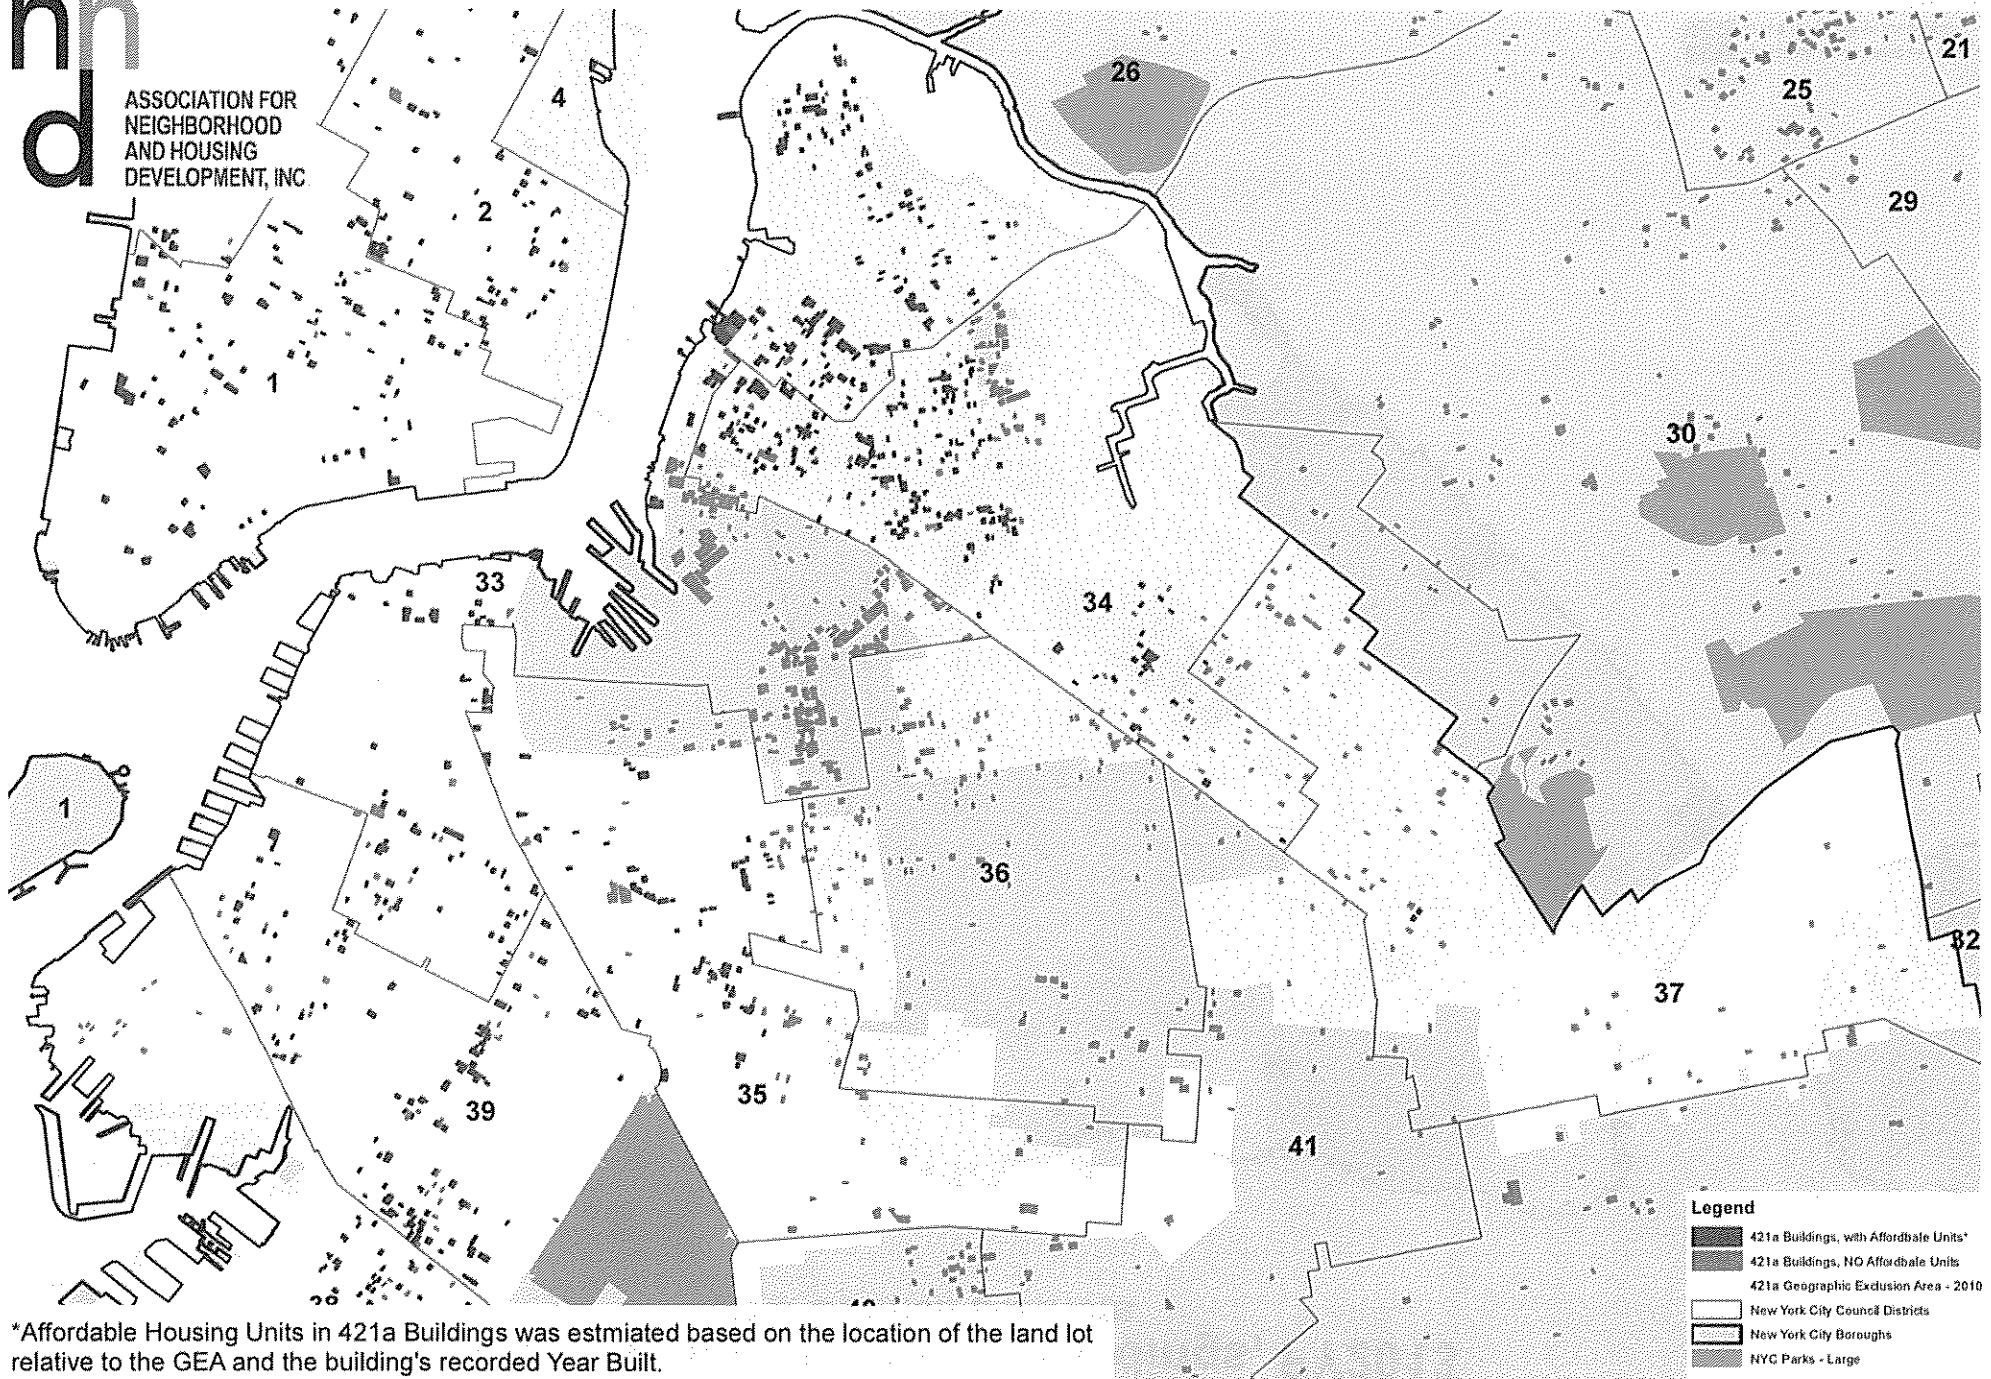 nn
d
ASSOCIATION FOR
NEIGHBORHOOD
AND HOUSING
DEVELOPMENT, INC
4
26
21
25
2
29
1
30
33
34
1
36
32
37
35
39
41
38
40
Legend
421a Buildings, with Affordbale Units*
421a Buildings, NO Affordbale Units
421a Geographic Exclusion Area - 2010
New York City Council Districts
New York City Boroughs
NYC Parks - Large
*Affordable Housing Units in 421a Buildings was estmiated based on the location of the land lot
relative to the GEA and the building's recorded Year Built.